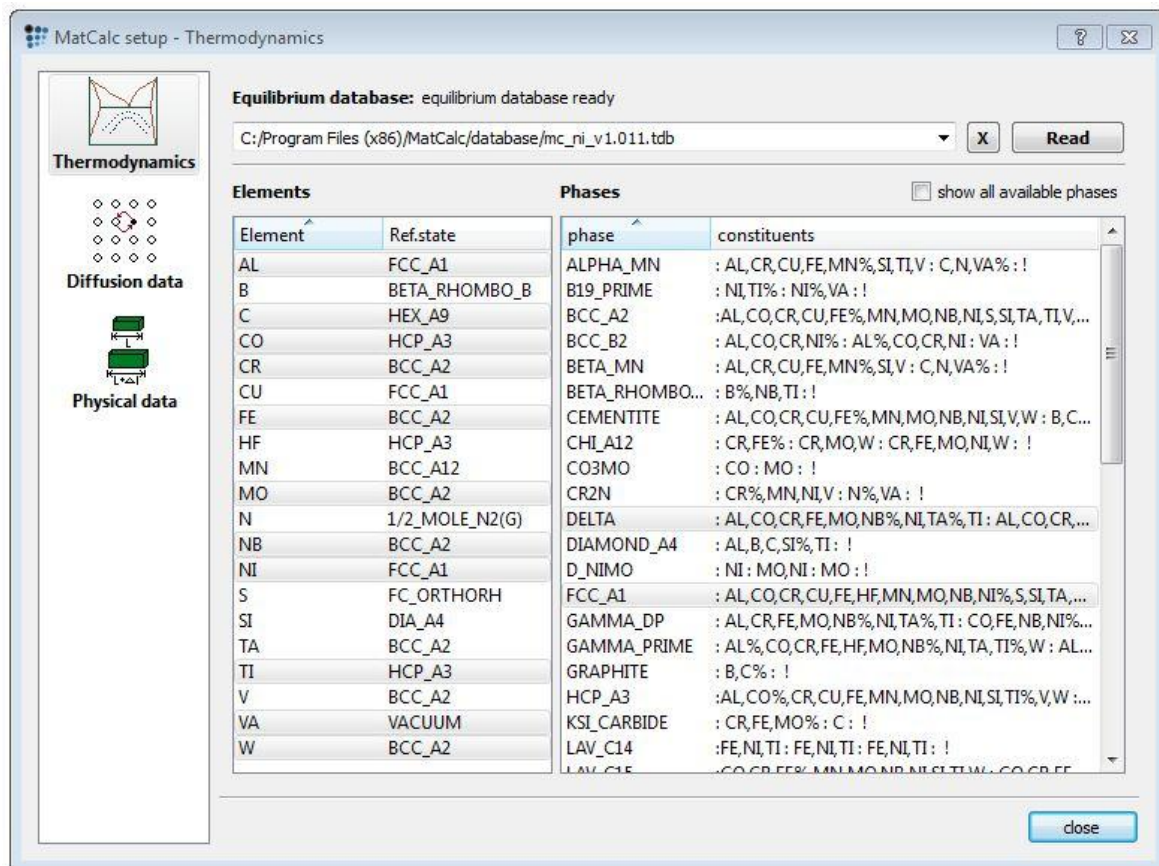 MatCalc setup - Thermodynamics
Thermodynamics
Diffusion data
L
L+Δl
Physical data
Equilibrium database: equilibrium database ready
C:/Program Files (x86)/MatCalc/database/mc_ni_v1.011.tdb X Read
Elements Phases show all available phases
Element Ref.state phase constituents
AL FCC_A1 ALPHA_MN : AL,CR,CU,FE,MN%,SI,TI,V : C,N,VA% : !
B BETA_RHOMBO_B B19_PRIME : NI,TI% : NI%,VA : !
C HEX_A9 BCC_A2 :AL,CO,CR,CU,FE%,MN,MO,NB,NI,S,SI,TA,TI,V,...
CO HCP_A3 BCC_B2 : AL,CO,CR,NI% : AL%,CO,CR,NI : VA : !
CR BCC_A2 BETA_MN : AL,CR,CU,FE,MN%,SI,V : C,N,VA% : !
CU FCC_A1 BETA_RHOMBO... : B%,NB,TI : !
FE BCC_A2 CEMENTITE : AL,CO,CR,CU,FE%,MN,MO,NB,NI,SI,V,W : B,C...
HF HCP_A3 CHI_A12 : CR,FE% : CR,MO,W : CR,FE,MO,NI,W : !
MN BCC_A12 CO3MO : CO : MO : !
MO BCC_A2 CR2N : CR%,MN,NI,V : N%,VA : !
N 1/2_MOLE_N2(G) DELTA : AL,CO,CR,FE,MO,NB%,NI,TA%,TI : AL,CO,CR,...
NB BCC_A2 DIAMOND_A4 : AL,B,C,SI%,TI : !
NI FCC_A1 D_NIMO : NI : MO,NI : MO : !
S FC_ORTHORH FCC_A1 : AL,CO,CR,CU,FE,HF,MN,MO,NB,NI%,S,SI,TA,...
SI DIA_A4 GAMMA_DP : AL,CR,FE,MO,NB%,NI,TA%,TI : CO,FE,NB,NI%...
TA BCC_A2 GAMMA_PRIME : AL%,CO,CR,FE,HF,MO,NB%,NI,TA,TI%,W : AL...
TI HCP_A3 GRAPHITE : B,C% : !
V BCC_A2 HCP_A3 :AL,CO%,CR,CU,FE,MN,MO,NB,NI,SI,TI%,V,W :...
VA VACUUM KSI_CARBIDE : CR,FE,MO% : C : !
W BCC_A2 LAV_C14 :FE,NI,TI : FE,NI,TI : FE,NI,TI : !
close